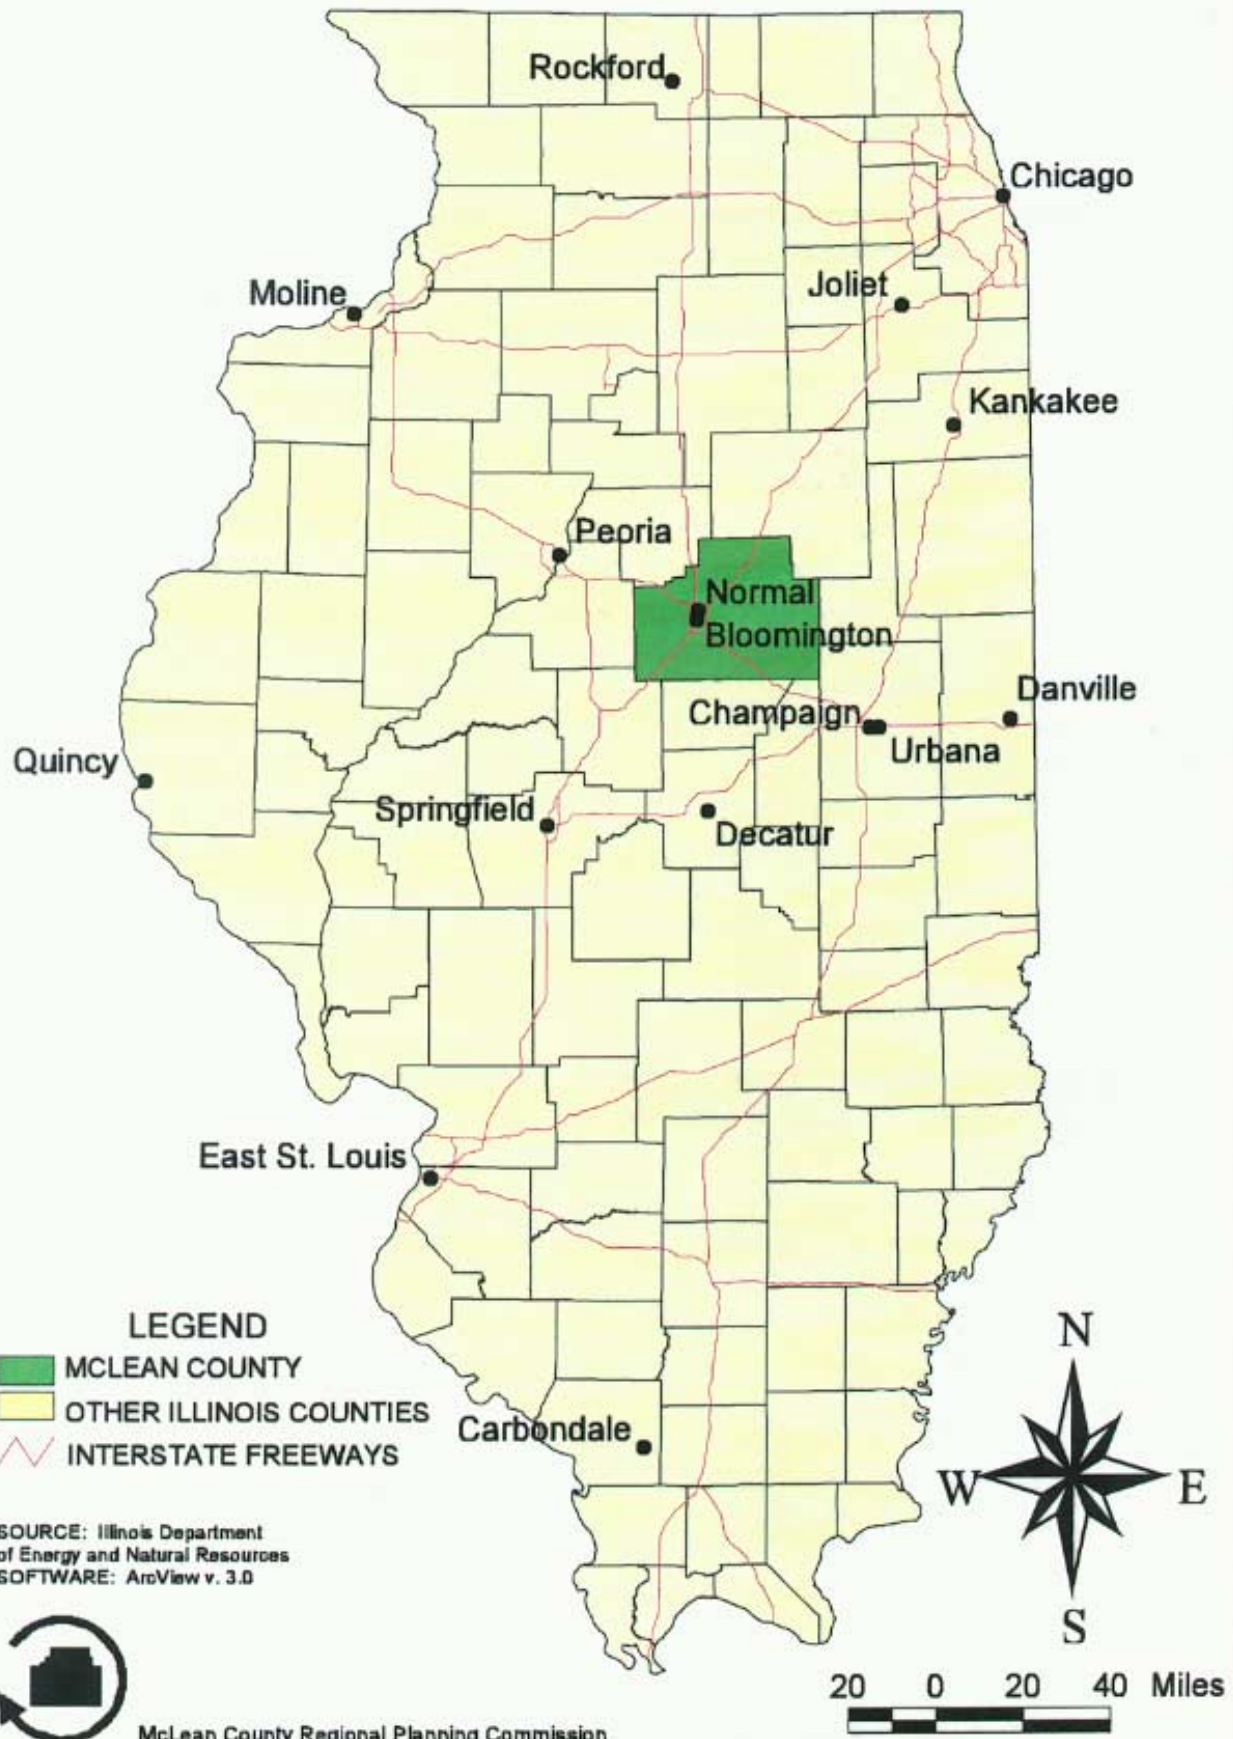 Rockford
Chicago
Moline
Joliet
Kankakee
Peoria
Normal
Bloomington
Danville
Champaign
Urbana
Quincy
Springfield
Decatur
East St. Louis
LEGEND
MCLEAN COUNTY
OTHER ILLINOIS COUNTIES
INTERSTATE FREEWAYS
Carbondale
N
W
E
S
SOURCE: Illinois Department
of Energy and Natural Resources
SOFTWARE: ArcView v. 3.0
20 0 20 40 Miles
McLean County Regional Planning Commission